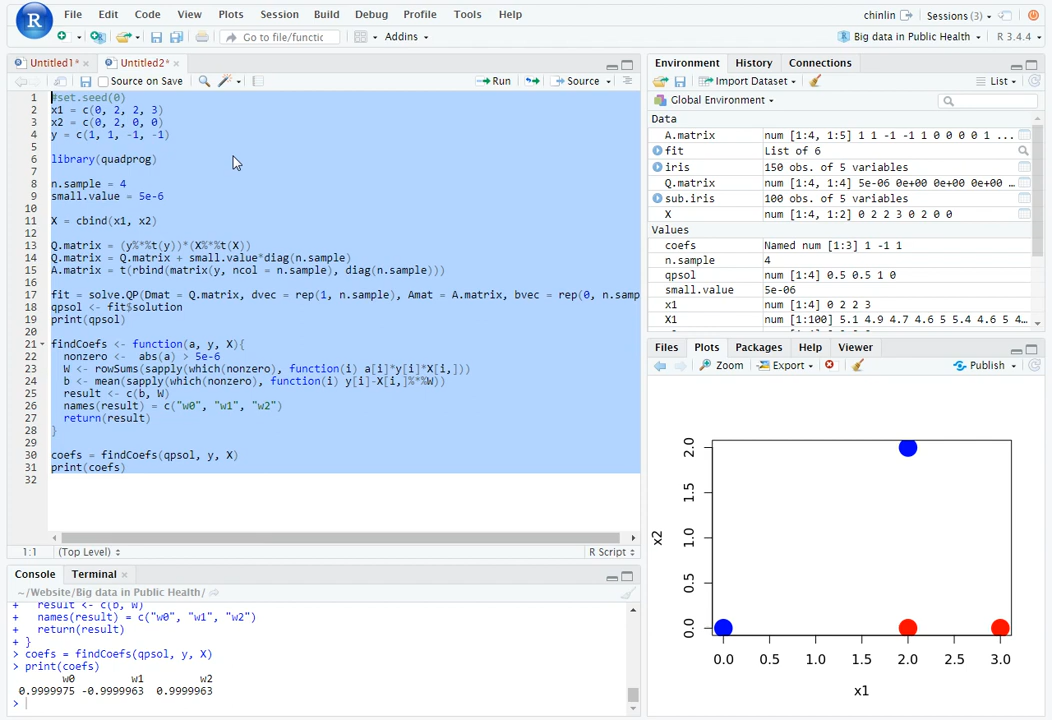 File Edit Code View Plots Session Build Debug Profile Tools Help
chinlin Sessions (3)
Go to file/functic Addins
Big data in Public Health R 3.4.4
Untitled1* × Untitled2* ×
Source on Save Run Source
1 #set.seed(0)
2 x1 = c(0, 2, 2, 3)
3 x2 = c(0, 2, 0, 0)
4 y = c(1, 1, -1, -1)
5
6 library(quadprog)
7
8 n.sample = 4
9 small.value = 5e-6
10
11 X = cbind(x1, x2)
12
13 Q.matrix = (y%*%t(y))*(X%*%t(X))
14 Q.matrix = Q.matrix + small.value*diag(n.sample)
15 A.matrix = t(rbind(matrix(y, ncol = n.sample), diag(n.sample)))
16
17 fit = solve.QP(Dmat = Q.matrix, dvec = rep(1, n.sample), Amat = A.matrix, bvec = rep(0, n.samp
18 qpsol <- fit$solution
19 print(qpsol)
20
21 findCoefs <- function(a, y, X){
22 nonzero <- abs(a) > 5e-6
23 W <- rowSums(sapply(which(nonzero), function(i) a[i]*y[i]*X[i,]))
24 b <- mean(sapply(which(nonzero), function(i) y[i]-X[i,]%*%W))
25 result <- c(b, W)
26 names(result) = c("w0", "w1", "w2")
27 return(result)
28 }
29
30 coefs = findCoefs(qpsol, y, X)
31 print(coefs)
32
1:1 (Top Level) R Script
Console Terminal ×
~/Website/Big data in Public Health/
+ result <- c(b, W)
+ names(result) = c("w0", "w1", "w2")
+ return(result)
+ }
> coefs = findCoefs(qpsol, y, X)
> print(coefs)
w0 w1 w2
0.9999975 -0.9999963 0.9999963
>
Environment History Connections
Import Dataset List
Global Environment
Data
A.matrix num [1:4, 1:5] 1 1 -1 -1 1 0 0 0 0 1 ...
fit List of 6
iris 150 obs. of 5 variables
Q.matrix num [1:4, 1:4] 5e-06 0e+00 0e+00 0e+00 …
sub.iris 100 obs. of 5 variables
X num [1:4, 1:2] 0 2 2 3 0 2 0 0
Values
coefs Named num [1:3] 1 -1 1
n.sample 4
qpsol num [1:4] 0.5 0.5 1 0
small.value 5e-06
x1 num [1:4] 0 2 2 3
X1 num [1:100] 5.1 4.9 4.7 4.6 5 5.4 4.6 5 4…
Files Plots Packages Help Viewer
Zoom Export Publish
2.0
1.5
1.0
0.5
0.0
x2
0.0 0.5 1.0 1.5 2.0 2.5 3.0
x1